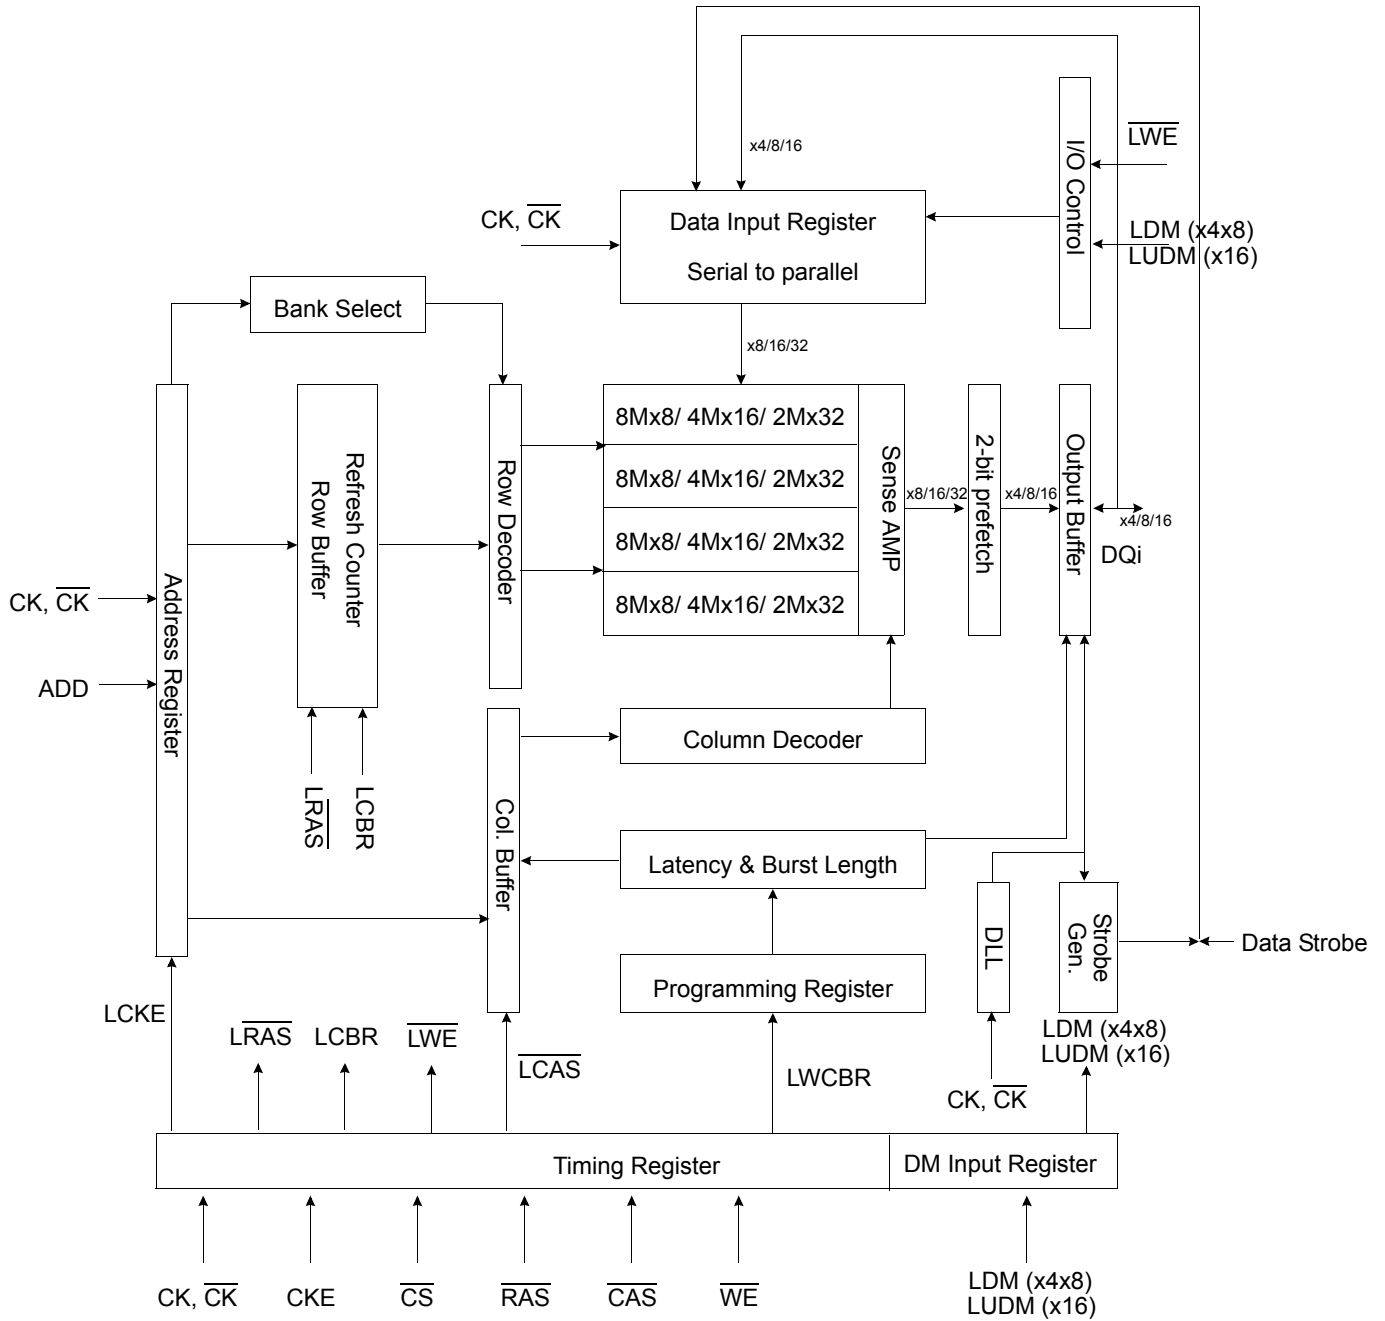 x4/8/16
LWE
I/O Control
CK, CK
Data Input Register
Serial to parallel
LDM (x4x8)
LUDM (x16)
Bank Select
x8/16/32
8Mx8/ 4Mx16/ 2Mx32
8Mx8/ 4Mx16/ 2Mx32
8Mx8/ 4Mx16/ 2Mx32
8Mx8/ 4Mx16/ 2Mx32
Address Register
Refresh Counter
Row Buffer
Row Decoder
Sense AMP
x8/16/32
2-bit prefetch
x4/8/16
Output Buffer
x4/8/16
DQi
CK, CK
ADD
LRAS
LCBR
Col. Buffer
Column Decoder
Latency & Burst Length
Programming Register
DLL
Strobe
Gen.
Data Strobe
LCKE
LRAS
LCBR
LWE
LCAS
LWCBR
CK, CK
LDM (x4x8)
LUDM (x16)
Timing Register
DM Input Register
CK, CK
CKE
CS
RAS
CAS
WE
LDM (x4x8)
LUDM (x16)